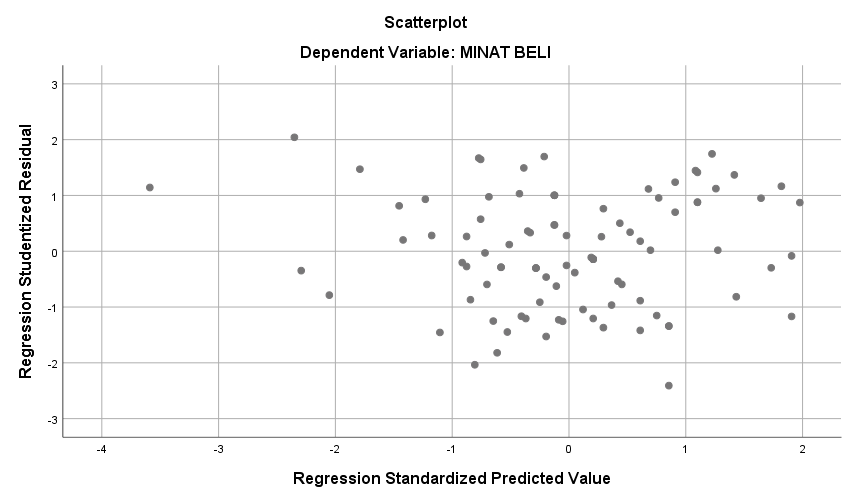 Scatterplot
Dependent Variable: MINAT BELI
Regression Studentized Residual
3
2
1
0
-1
-2
-3
-4 -3 -2 -1 0 1 2
Regression Standardized Predicted Value